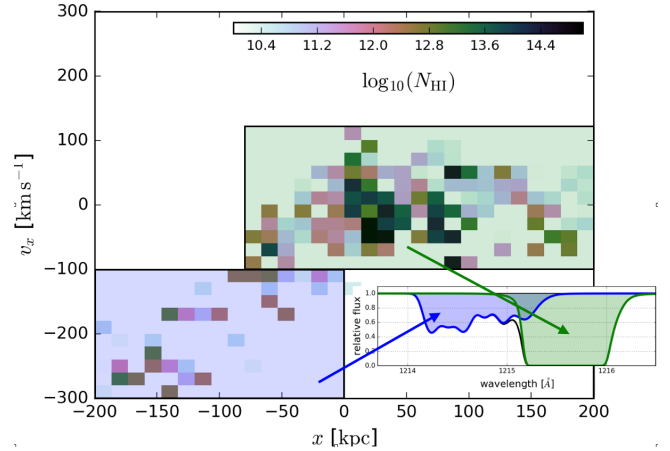 300
10.4 11.2 12.0 12.8 13.6 14.4
log₁₀(N_HI)
200
100
0
−100
−200
−300
v_x [km s⁻¹]
−200 −150 −100 −50 0 50 100 150 200
x [kpc]
relative flux
1.0
0.8
0.6
0.4
0.2
0.0
1214 1215 1216
wavelength [Å]